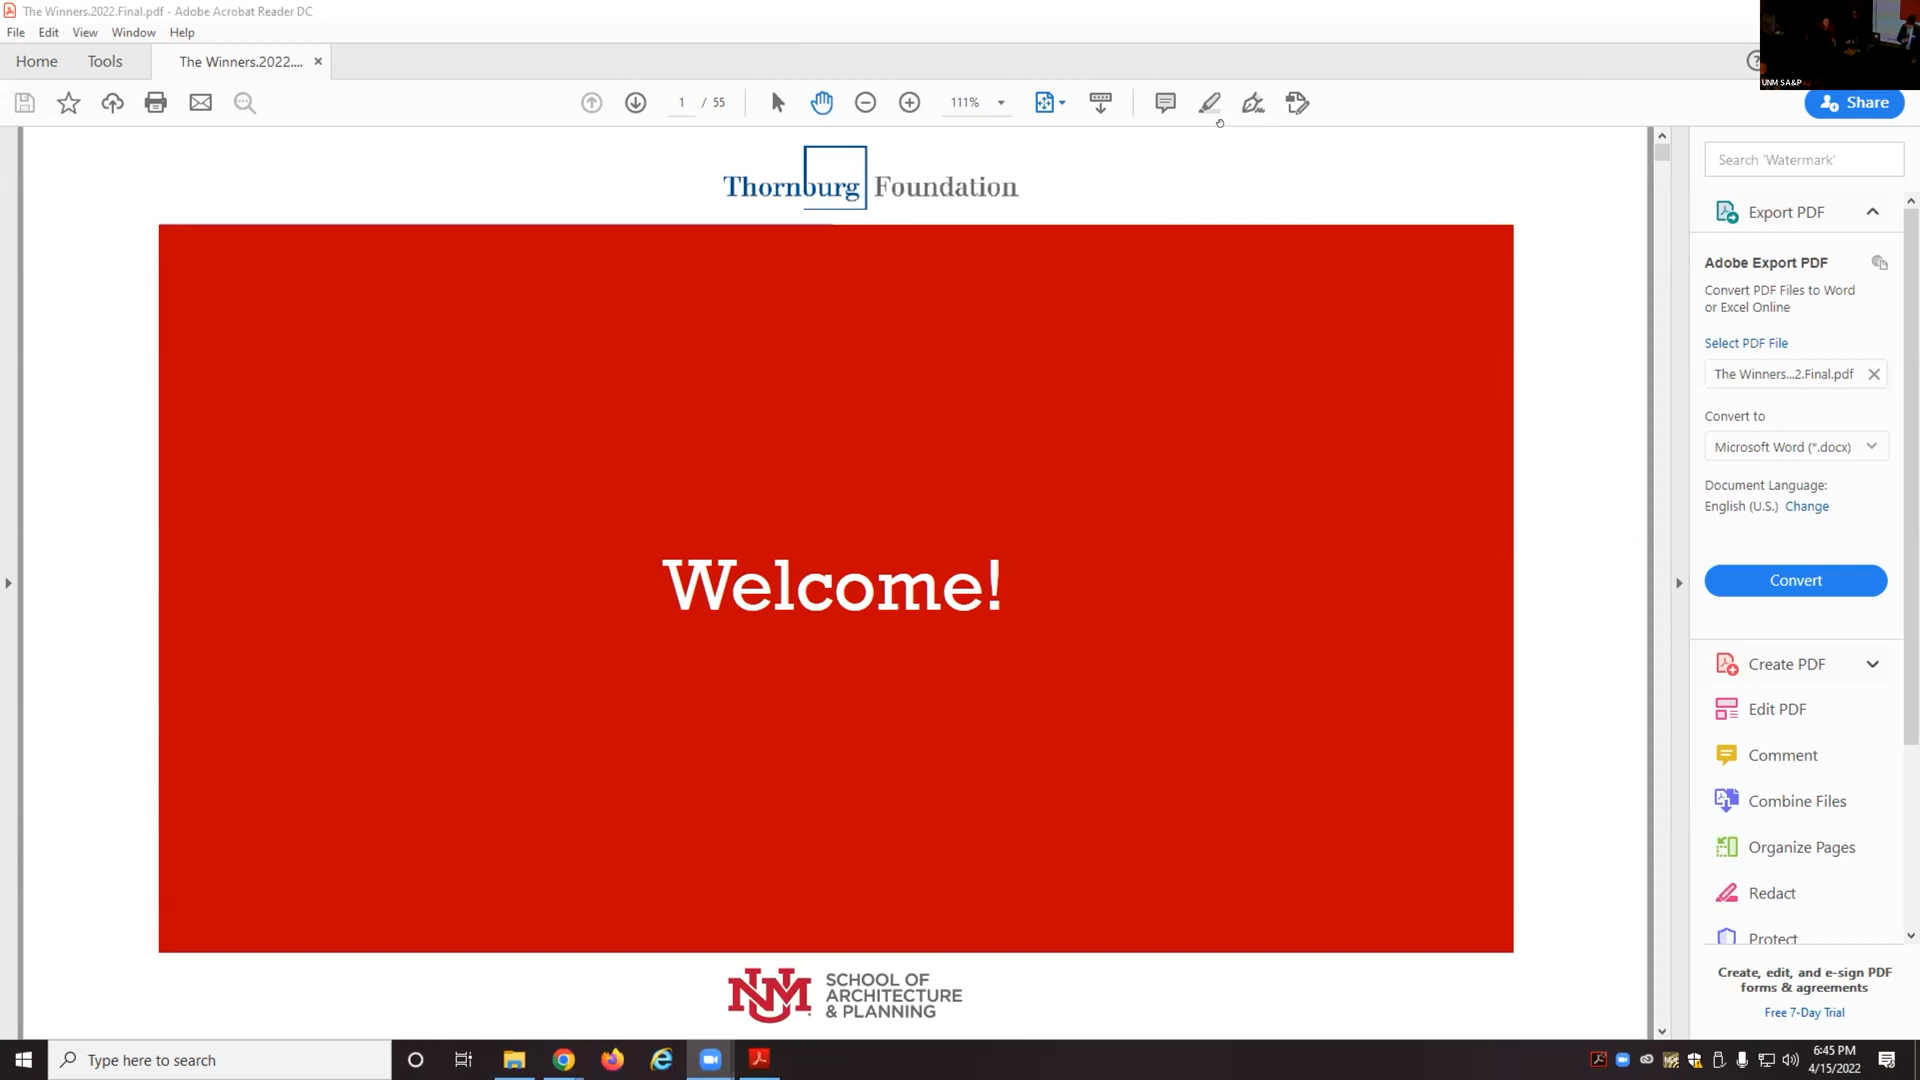 The Winners.2022.Final.pdf - Adobe Acrobat Reader DC
File Edit View Window Help
Home Tools The Winners.2022.... ×
UNM SA&P
1 / 55 111% Share
Search 'Watermark'
Thornburg Foundation
Export PDF
Adobe Export PDF
Convert PDF Files to Word
or Excel Online
Select PDF File
The Winners...2.Final.pdf
Convert to
Microsoft Word (*.docx)
Document Language:
English (U.S.) Change
Convert
Welcome!
Create PDF
Edit PDF
Comment
Combine Files
Organize Pages
Redact
Protect
Create, edit, and e-sign PDF
forms & agreements
Free 7-Day Trial
UNM
SCHOOL OF
ARCHITECTURE
& PLANNING
Type here to search
6:45 PM
4/15/2022